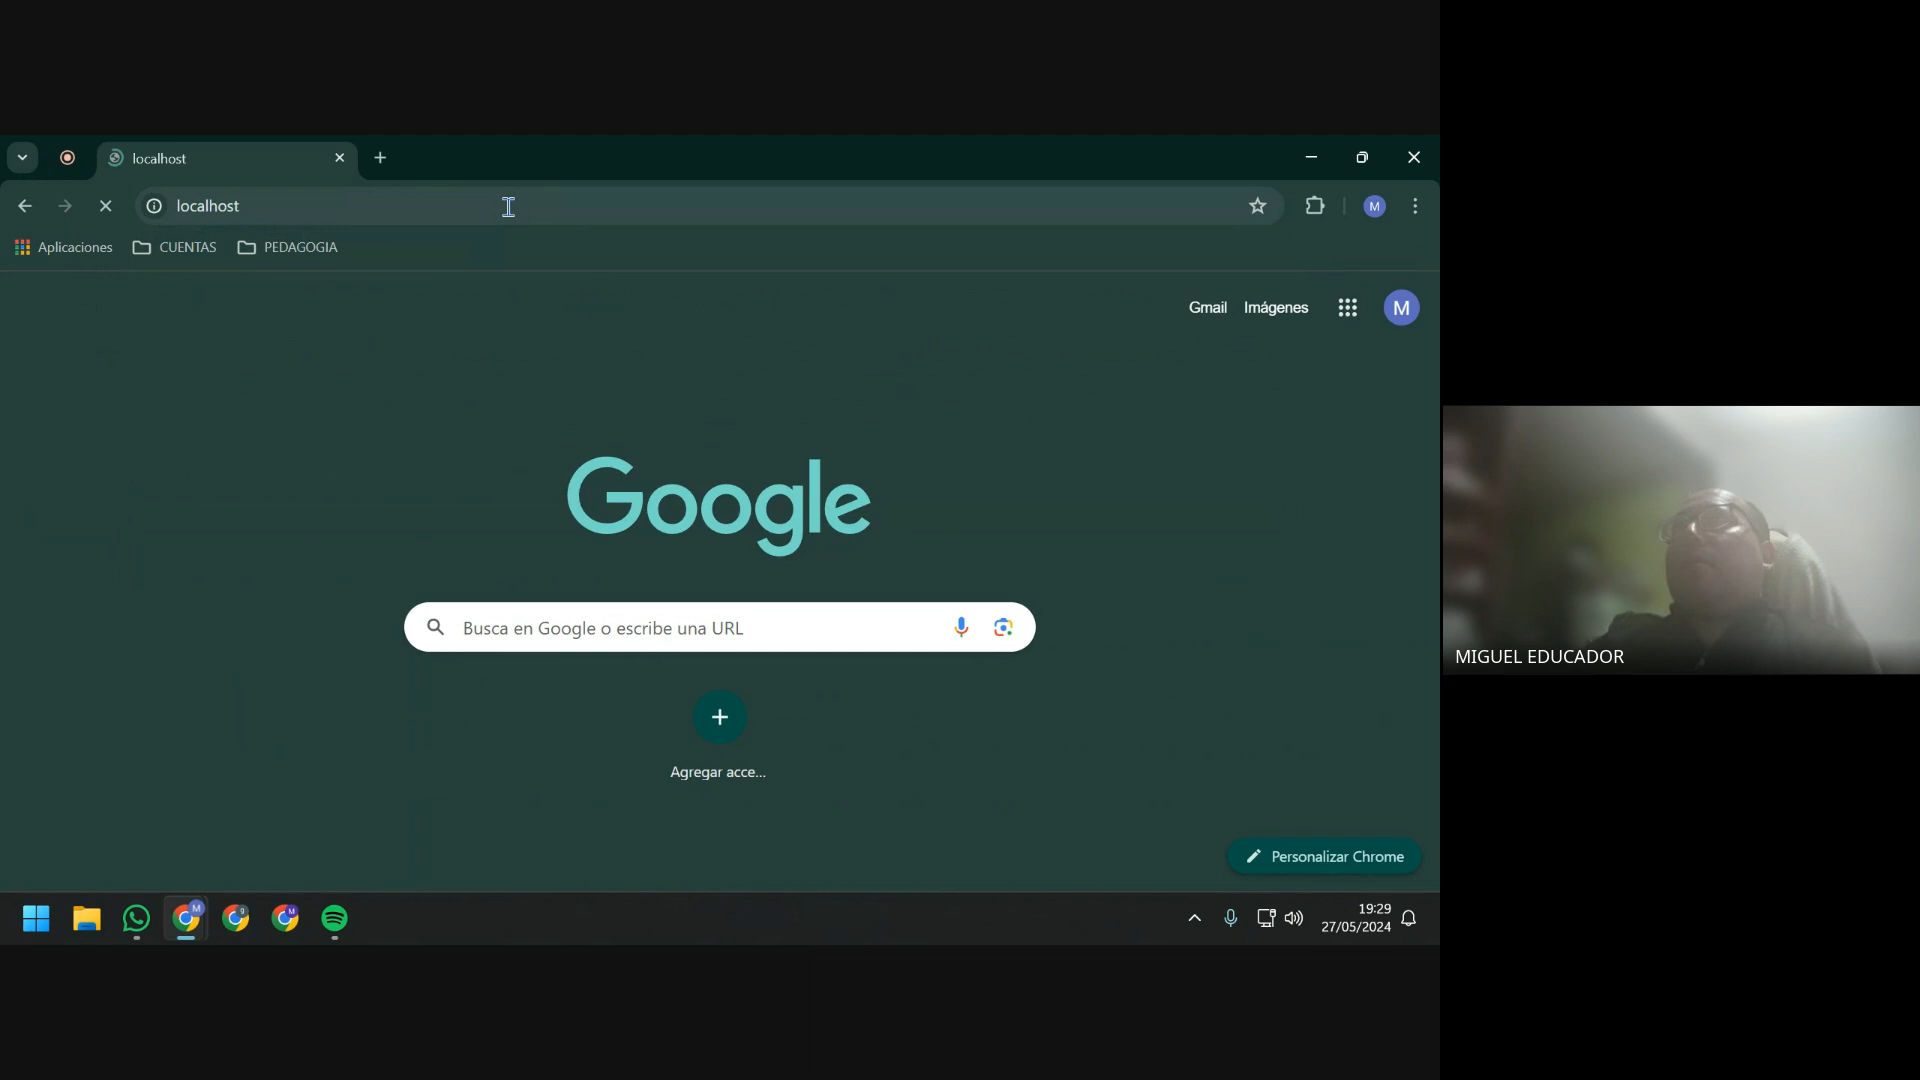 localhost
localhost
M
Aplicaciones
CUENTAS
PEDAGOGIA
Gmail
Imágenes
M
Google
Busca en Google o escribe una URL
Agregar acce...
Personalizar Chrome
MIGUEL EDUCADOR
M
9
M
19:29
27/05/2024